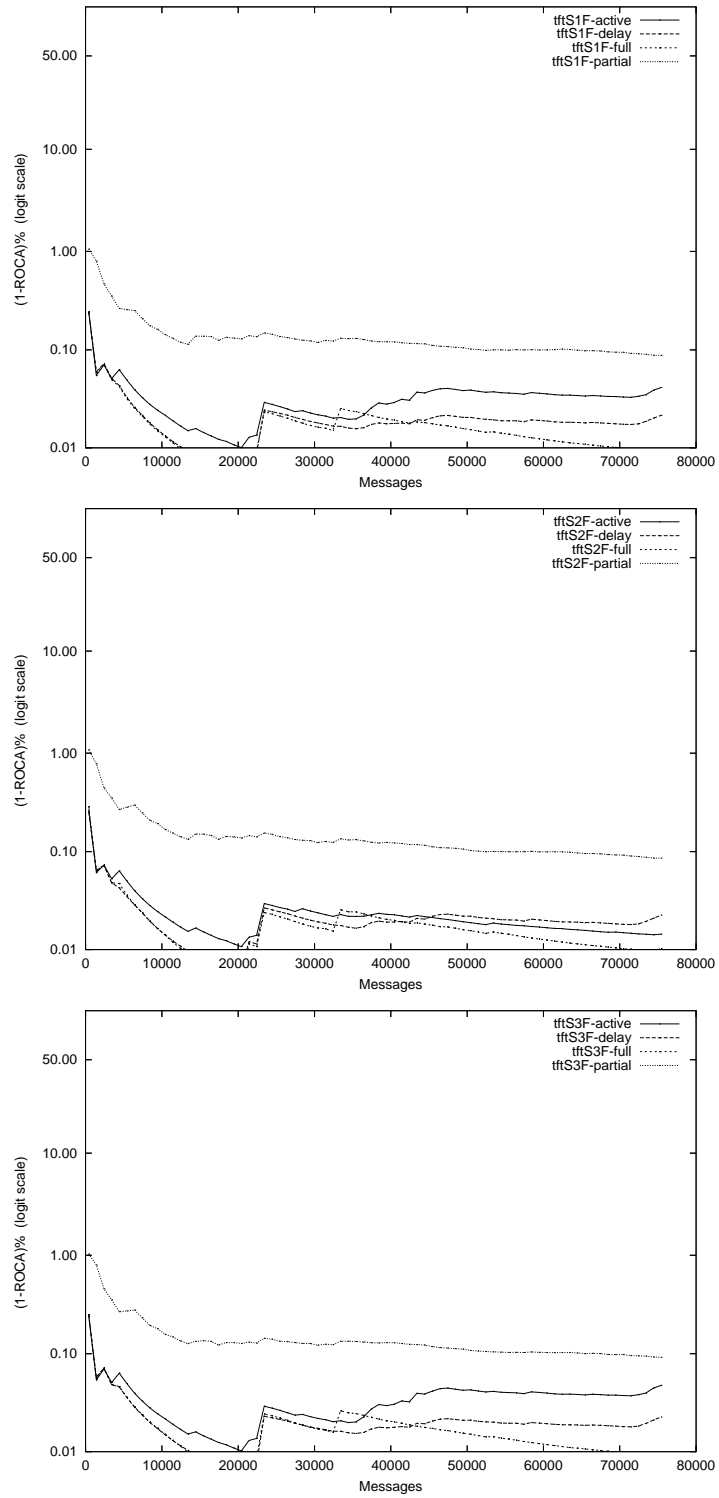 tftS1F-active
tftS1F-delay
tftS1F-full
tftS1F-partial
50.00
10.00
1.00
0.10
0.01
(1-ROCA)% (logit scale)
0 10000 20000 30000 40000 50000 60000 70000 80000
Messages
tftS2F-active
tftS2F-delay
tftS2F-full
tftS2F-partial
50.00
10.00
1.00
0.10
0.01
(1-ROCA)% (logit scale)
0 10000 20000 30000 40000 50000 60000 70000 80000
Messages
tftS3F-active
tftS3F-delay
tftS3F-full
tftS3F-partial
50.00
10.00
1.00
0.10
0.01
(1-ROCA)% (logit scale)
0 10000 20000 30000 40000 50000 60000 70000 80000
Messages